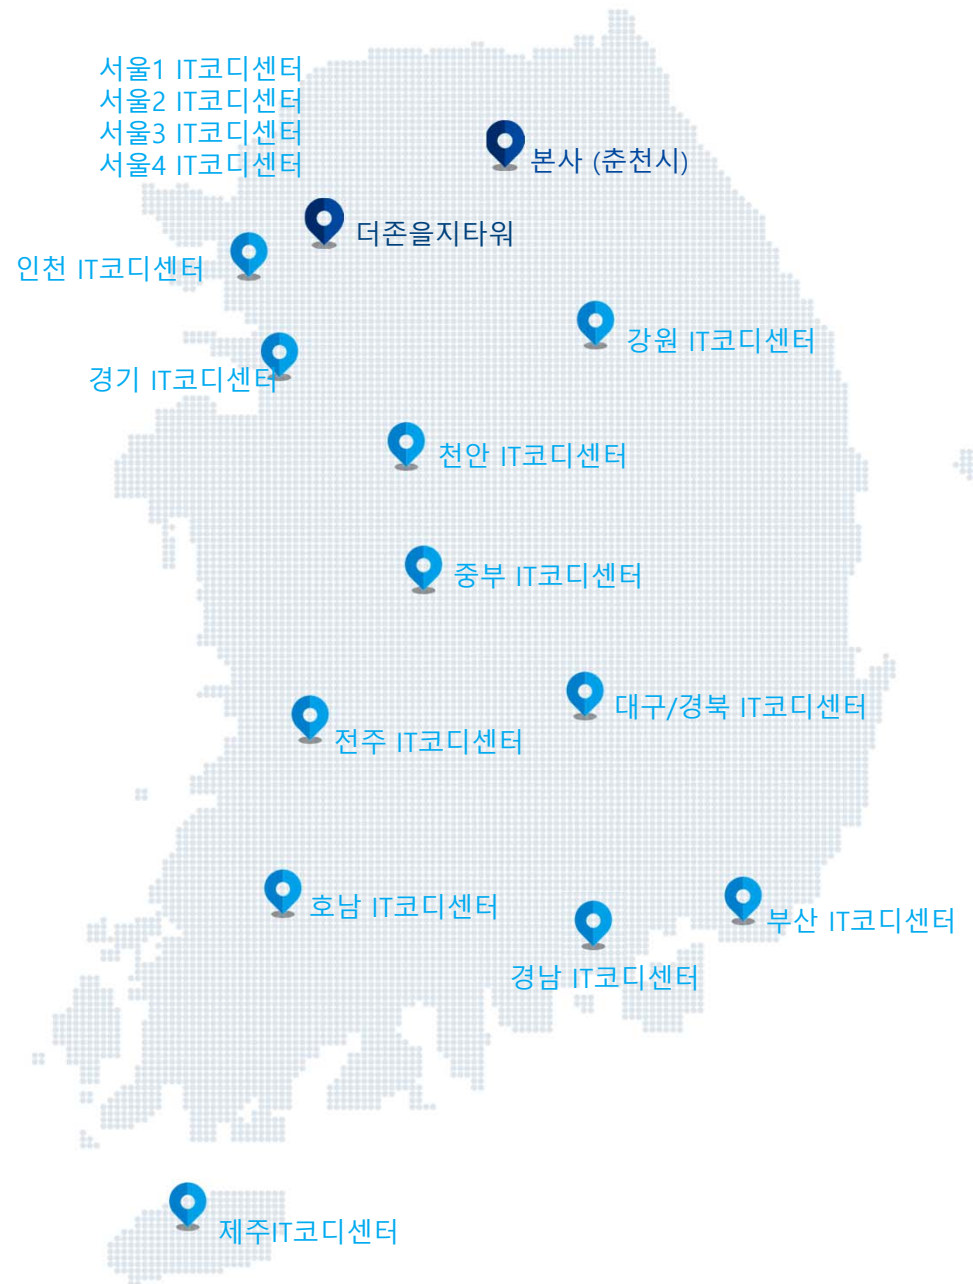 서울1 IT코디센터
서울2 IT코디센터
서울3 IT코디센터
서울4 IT코디센터
본사 (춘천시)
더존을지타워
인천 IT코디센터
강원 IT코디센터
경기 IT코디센터
천안 IT코디센터
중부 IT코디센터
대구/경북 IT코디센터
전주 IT코디센터
호남 IT코디센터
부산 IT코디센터
경남 IT코디센터
제주IT코디센터